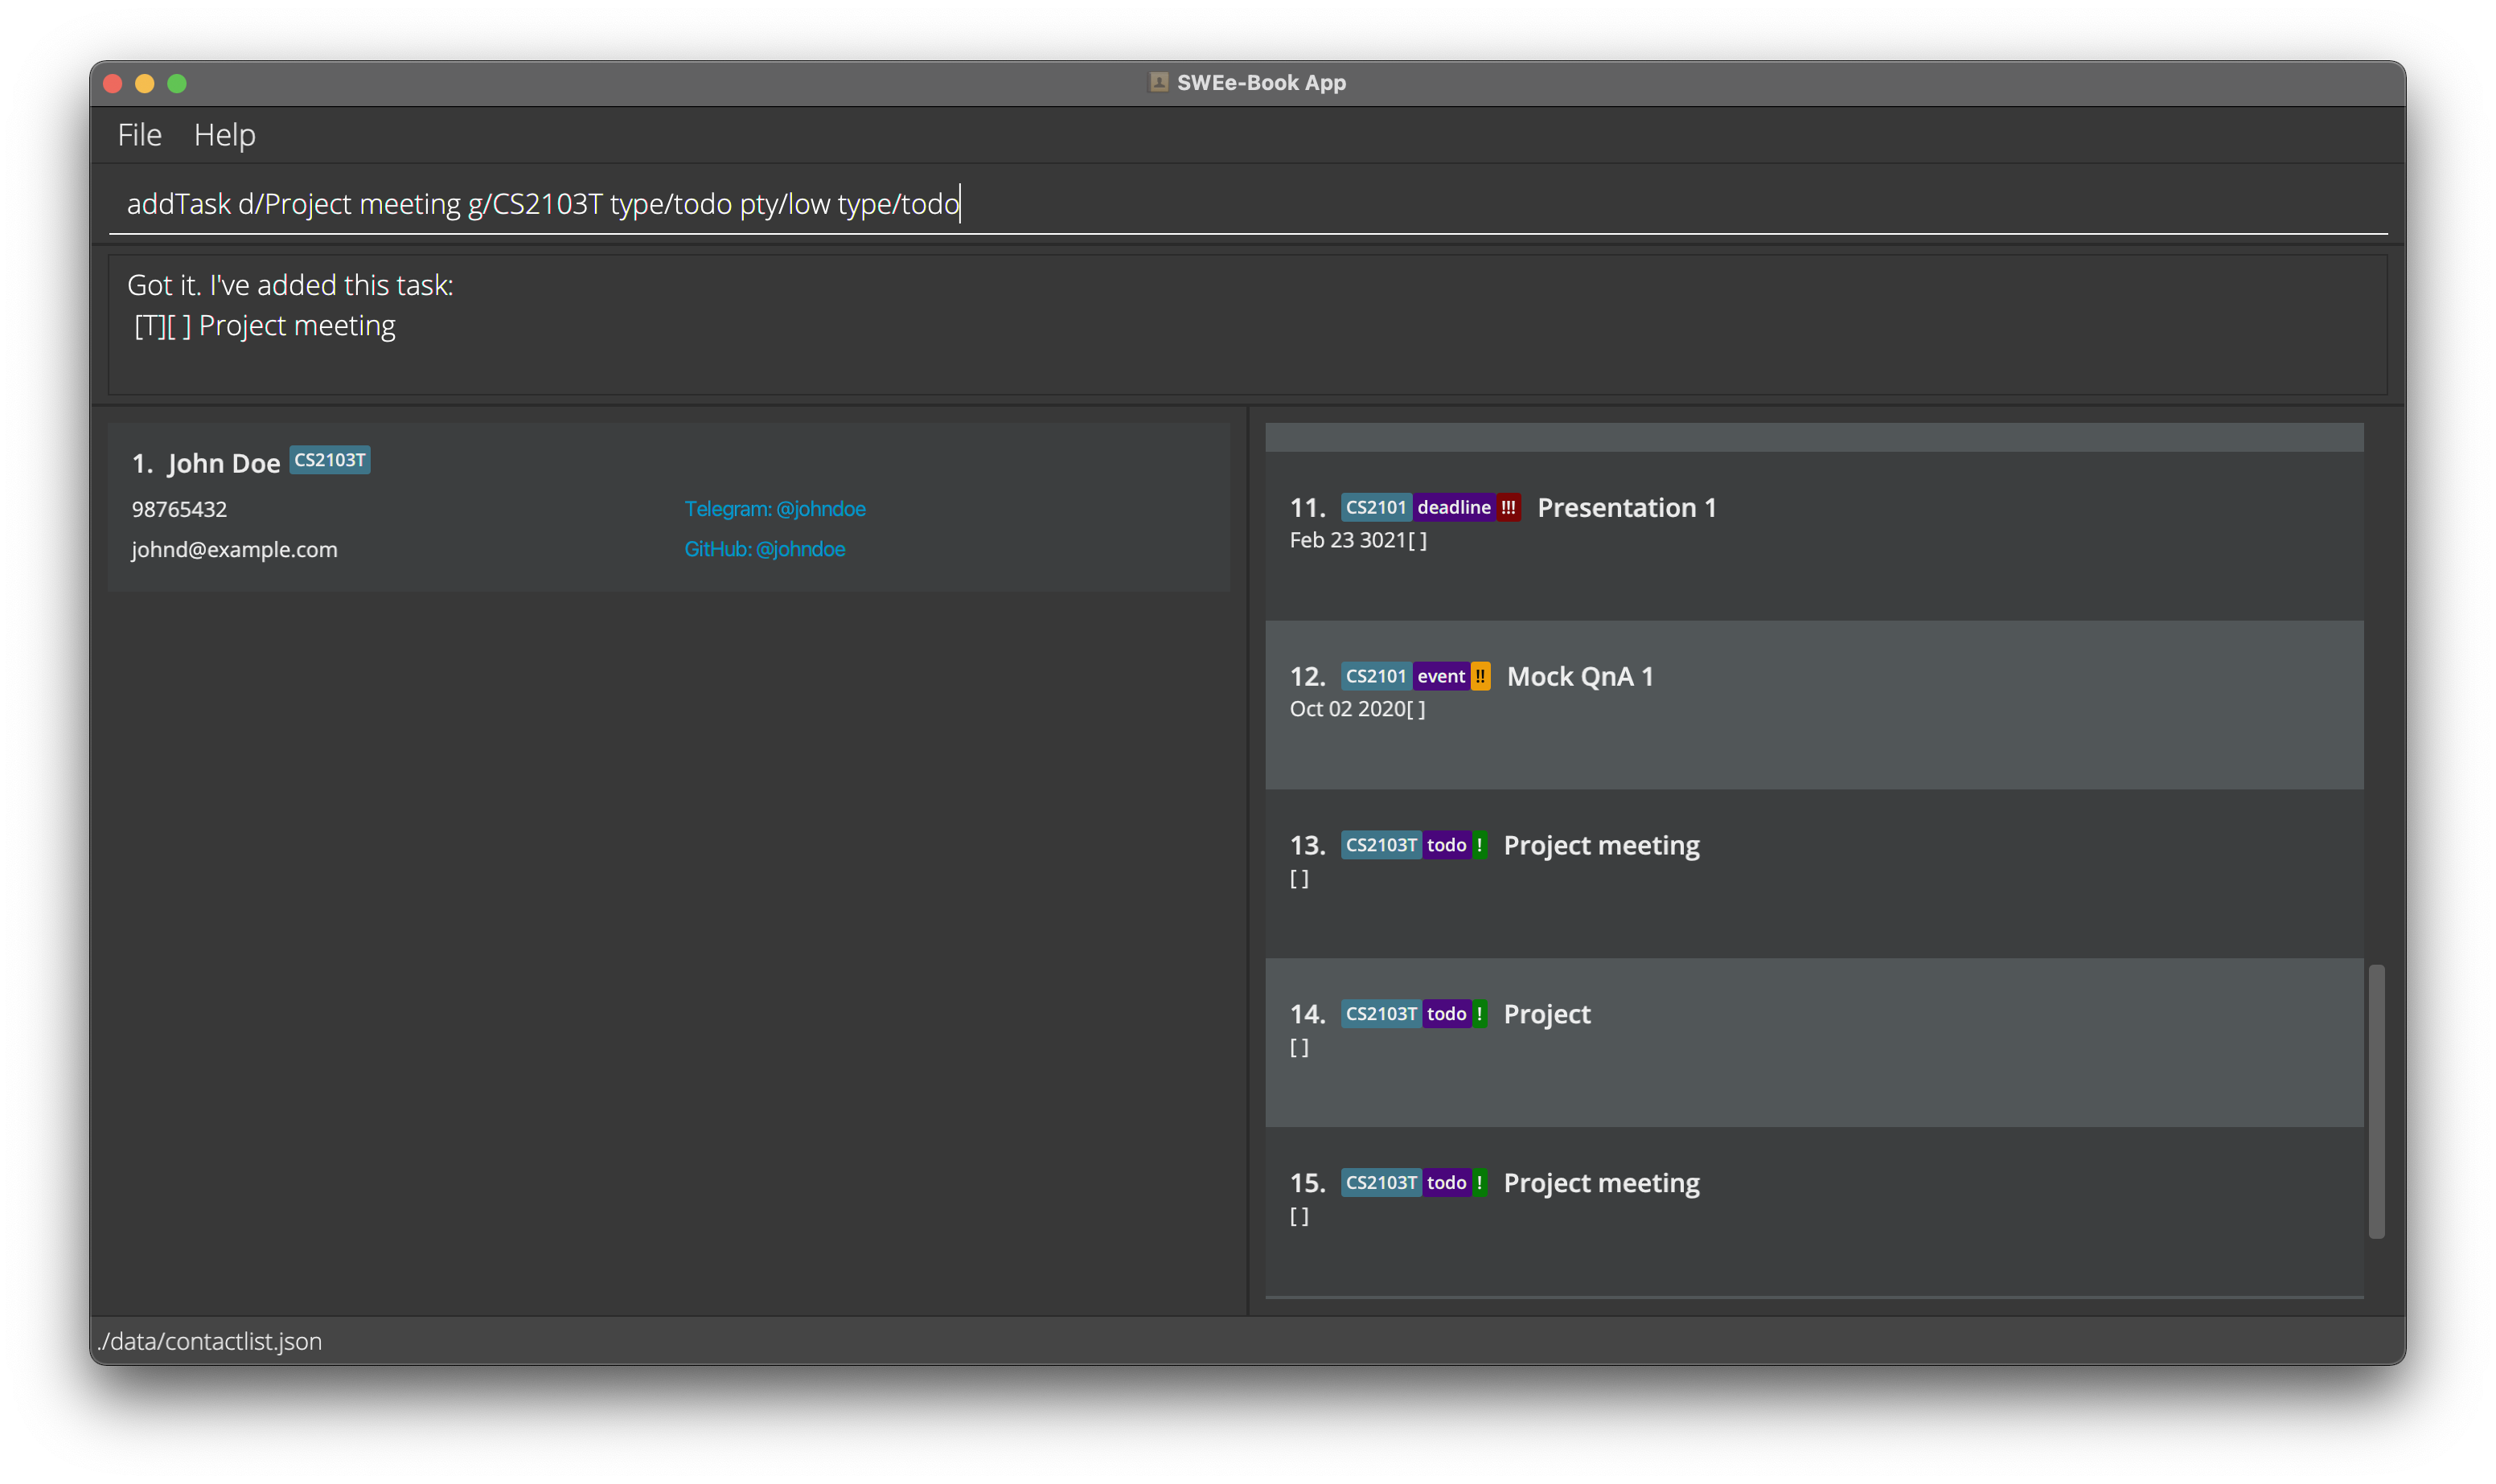 SWEe-Book App
File Help
addTask d/Project meeting g/CS2103T type/todo pty/low type/todo
Got it. I've added this task:
[T][ ] Project meeting
1. John Doe CS2103T
98765432
Telegram: @johndoe
johnd@example.com
GitHub: @johndoe
11. CS2101 deadline !!! Presentation 1
Feb 23 3021[ ]
12. CS2101 event !! Mock QnA 1
Oct 02 2020[ ]
13. CS2103T todo ! Project meeting
[ ]
14. CS2103T todo ! Project
[ ]
15. CS2103T todo ! Project meeting
[ ]
./data/contactlist.json